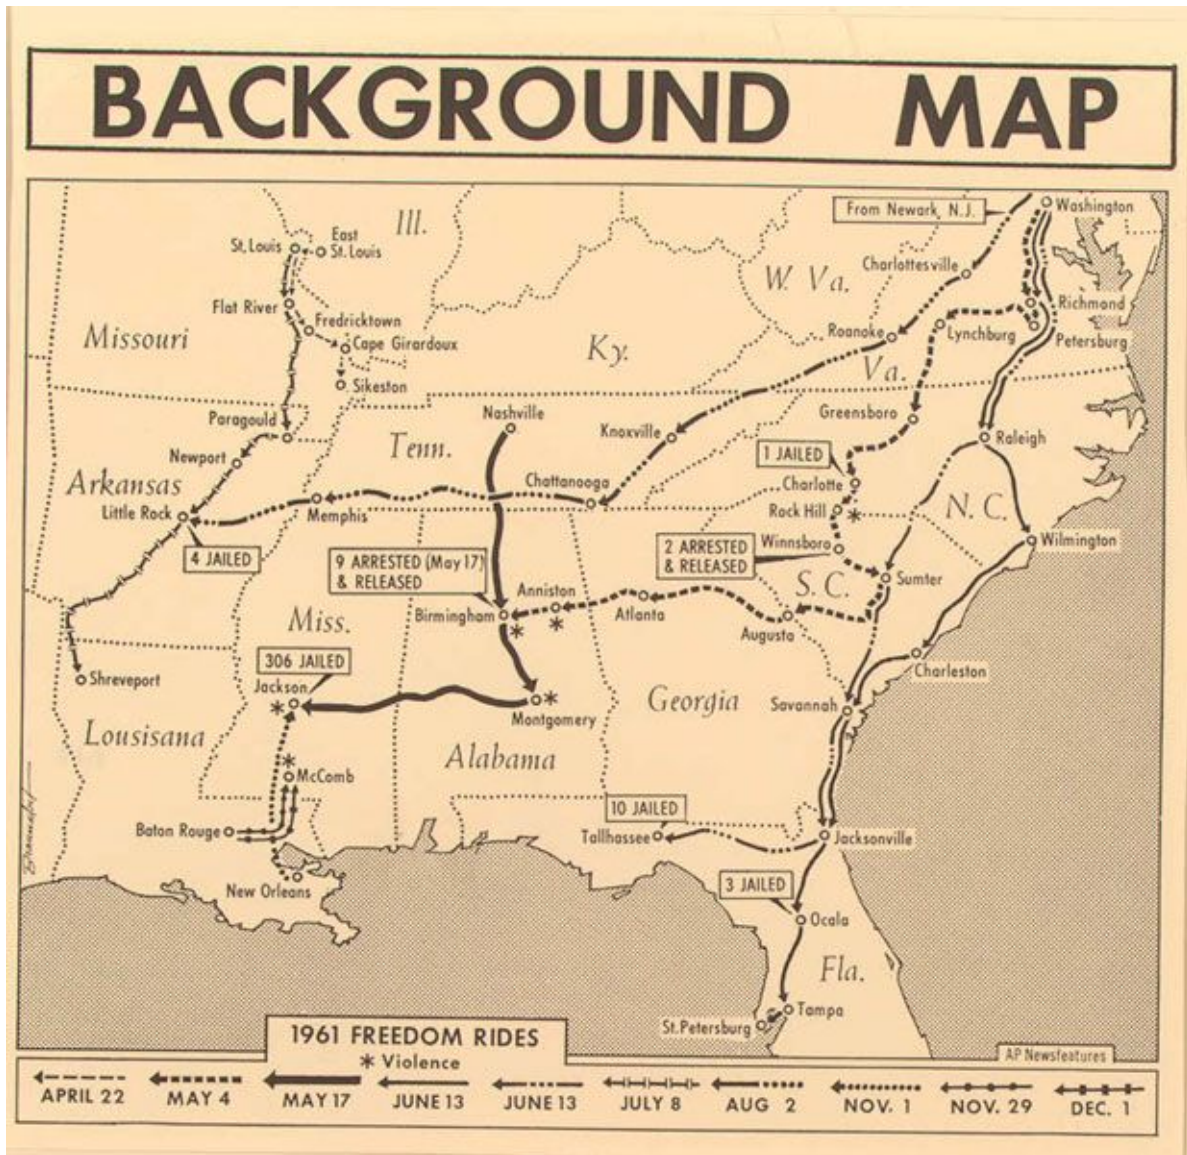 BACKGROUND MAP
Ill.
From Newark, N.J.
Washington
St. Louis
East
St. Louis
Charlottesville
W. Va.
Flat River
Fredricktown
Richmond
Missouri
Cape Girardoux
Ky.
Roanoke
Lynchburg
Petersburg
Va.
Sikeston
Paragould
Nashville
Greensboro
Knoxville
Raleigh
Newport
Tenn.
1 JAILED
Arkansas
Chattanooga
Charlotte
Little Rock
Memphis
Rock Hill
N. C.
4 JAILED
9 ARRESTED (May 17)
& RELEASED
2 ARRESTED
& RELEASED
Winnsboro
Wilmington
Anniston
S. C.
Sumter
Miss.
Birmingham
Atlanta
Augusta
306 JAILED
Shreveport
Jackson
Charleston
Montgomery
Georgia
Savannah
Lousisana
McComb
Alabama
Baton Rouge
10 JAILED
Tallhassee
Jacksonville
New Orleans
3 JAILED
Ocala
Fla.
Tampa
St. Petersburg
1961 FREEDOM RIDES
* Violence
AP Newsfeatures
APRIL 22 MAY 4 MAY 17 JUNE 13 JUNE 13 JULY 8 AUG 2 NOV. 1 NOV. 29 DEC. 1